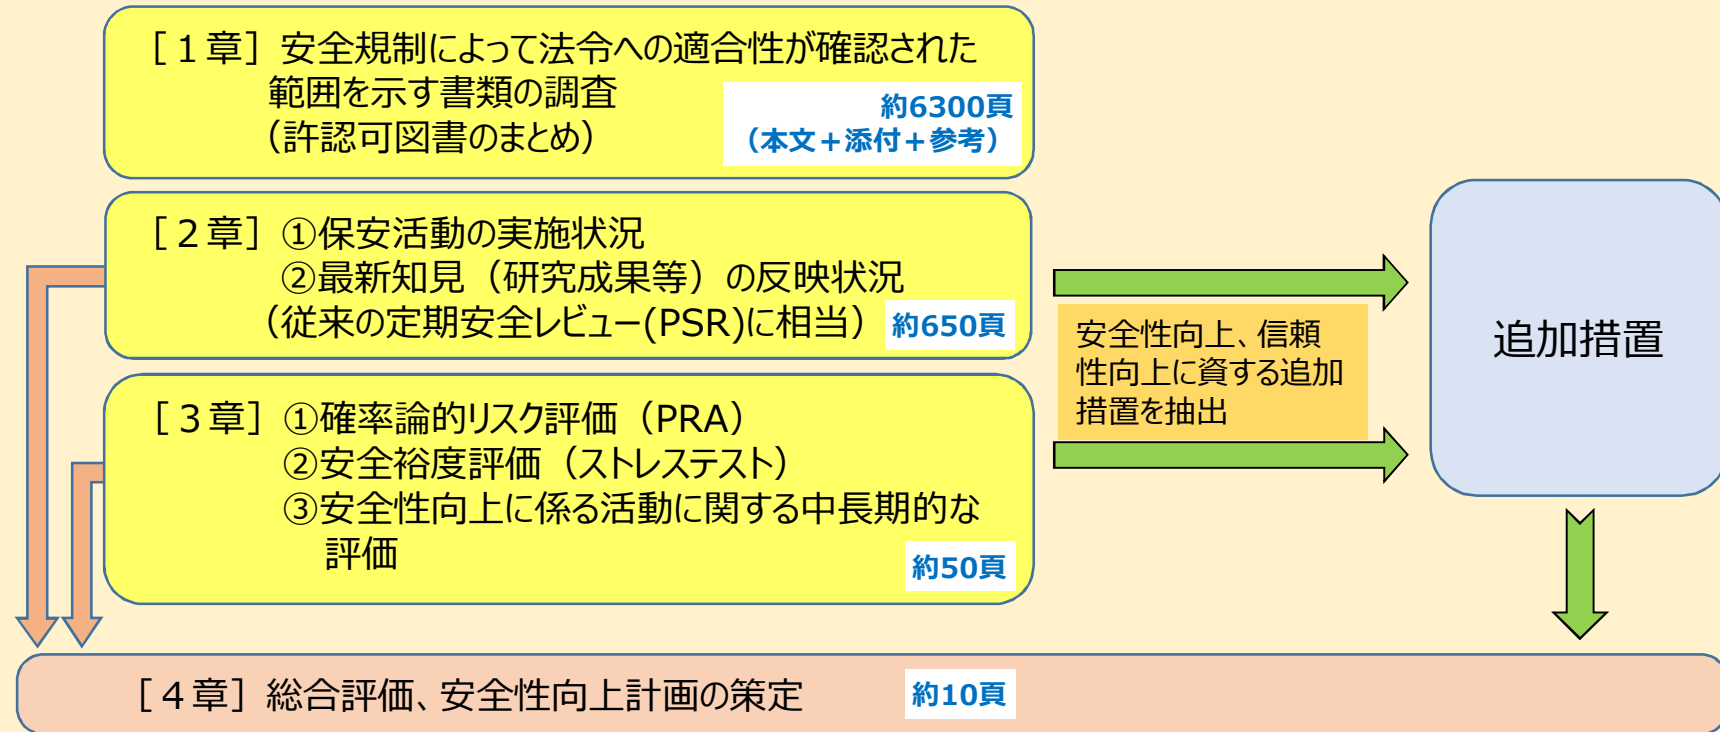 ［１章］安全規制によって法令への適合性が確認された
範囲を示す書類の調査
（許認可図書のまとめ）
約6300頁
（本文＋添付＋参考）
［２章］①保安活動の実施状況
②最新知見（研究成果等）の反映状況
（従来の定期安全レビュー(PSR)に相当）
約650頁
［３章］①確率論的リスク評価（PRA）
②安全裕度評価（ストレステスト）
③安全性向上に係る活動に関する中長期的な
評価
約50頁
安全性向上、信頼
性向上に資する追加
措置を抽出
追加措置
［４章］総合評価、安全性向上計画の策定
約10頁